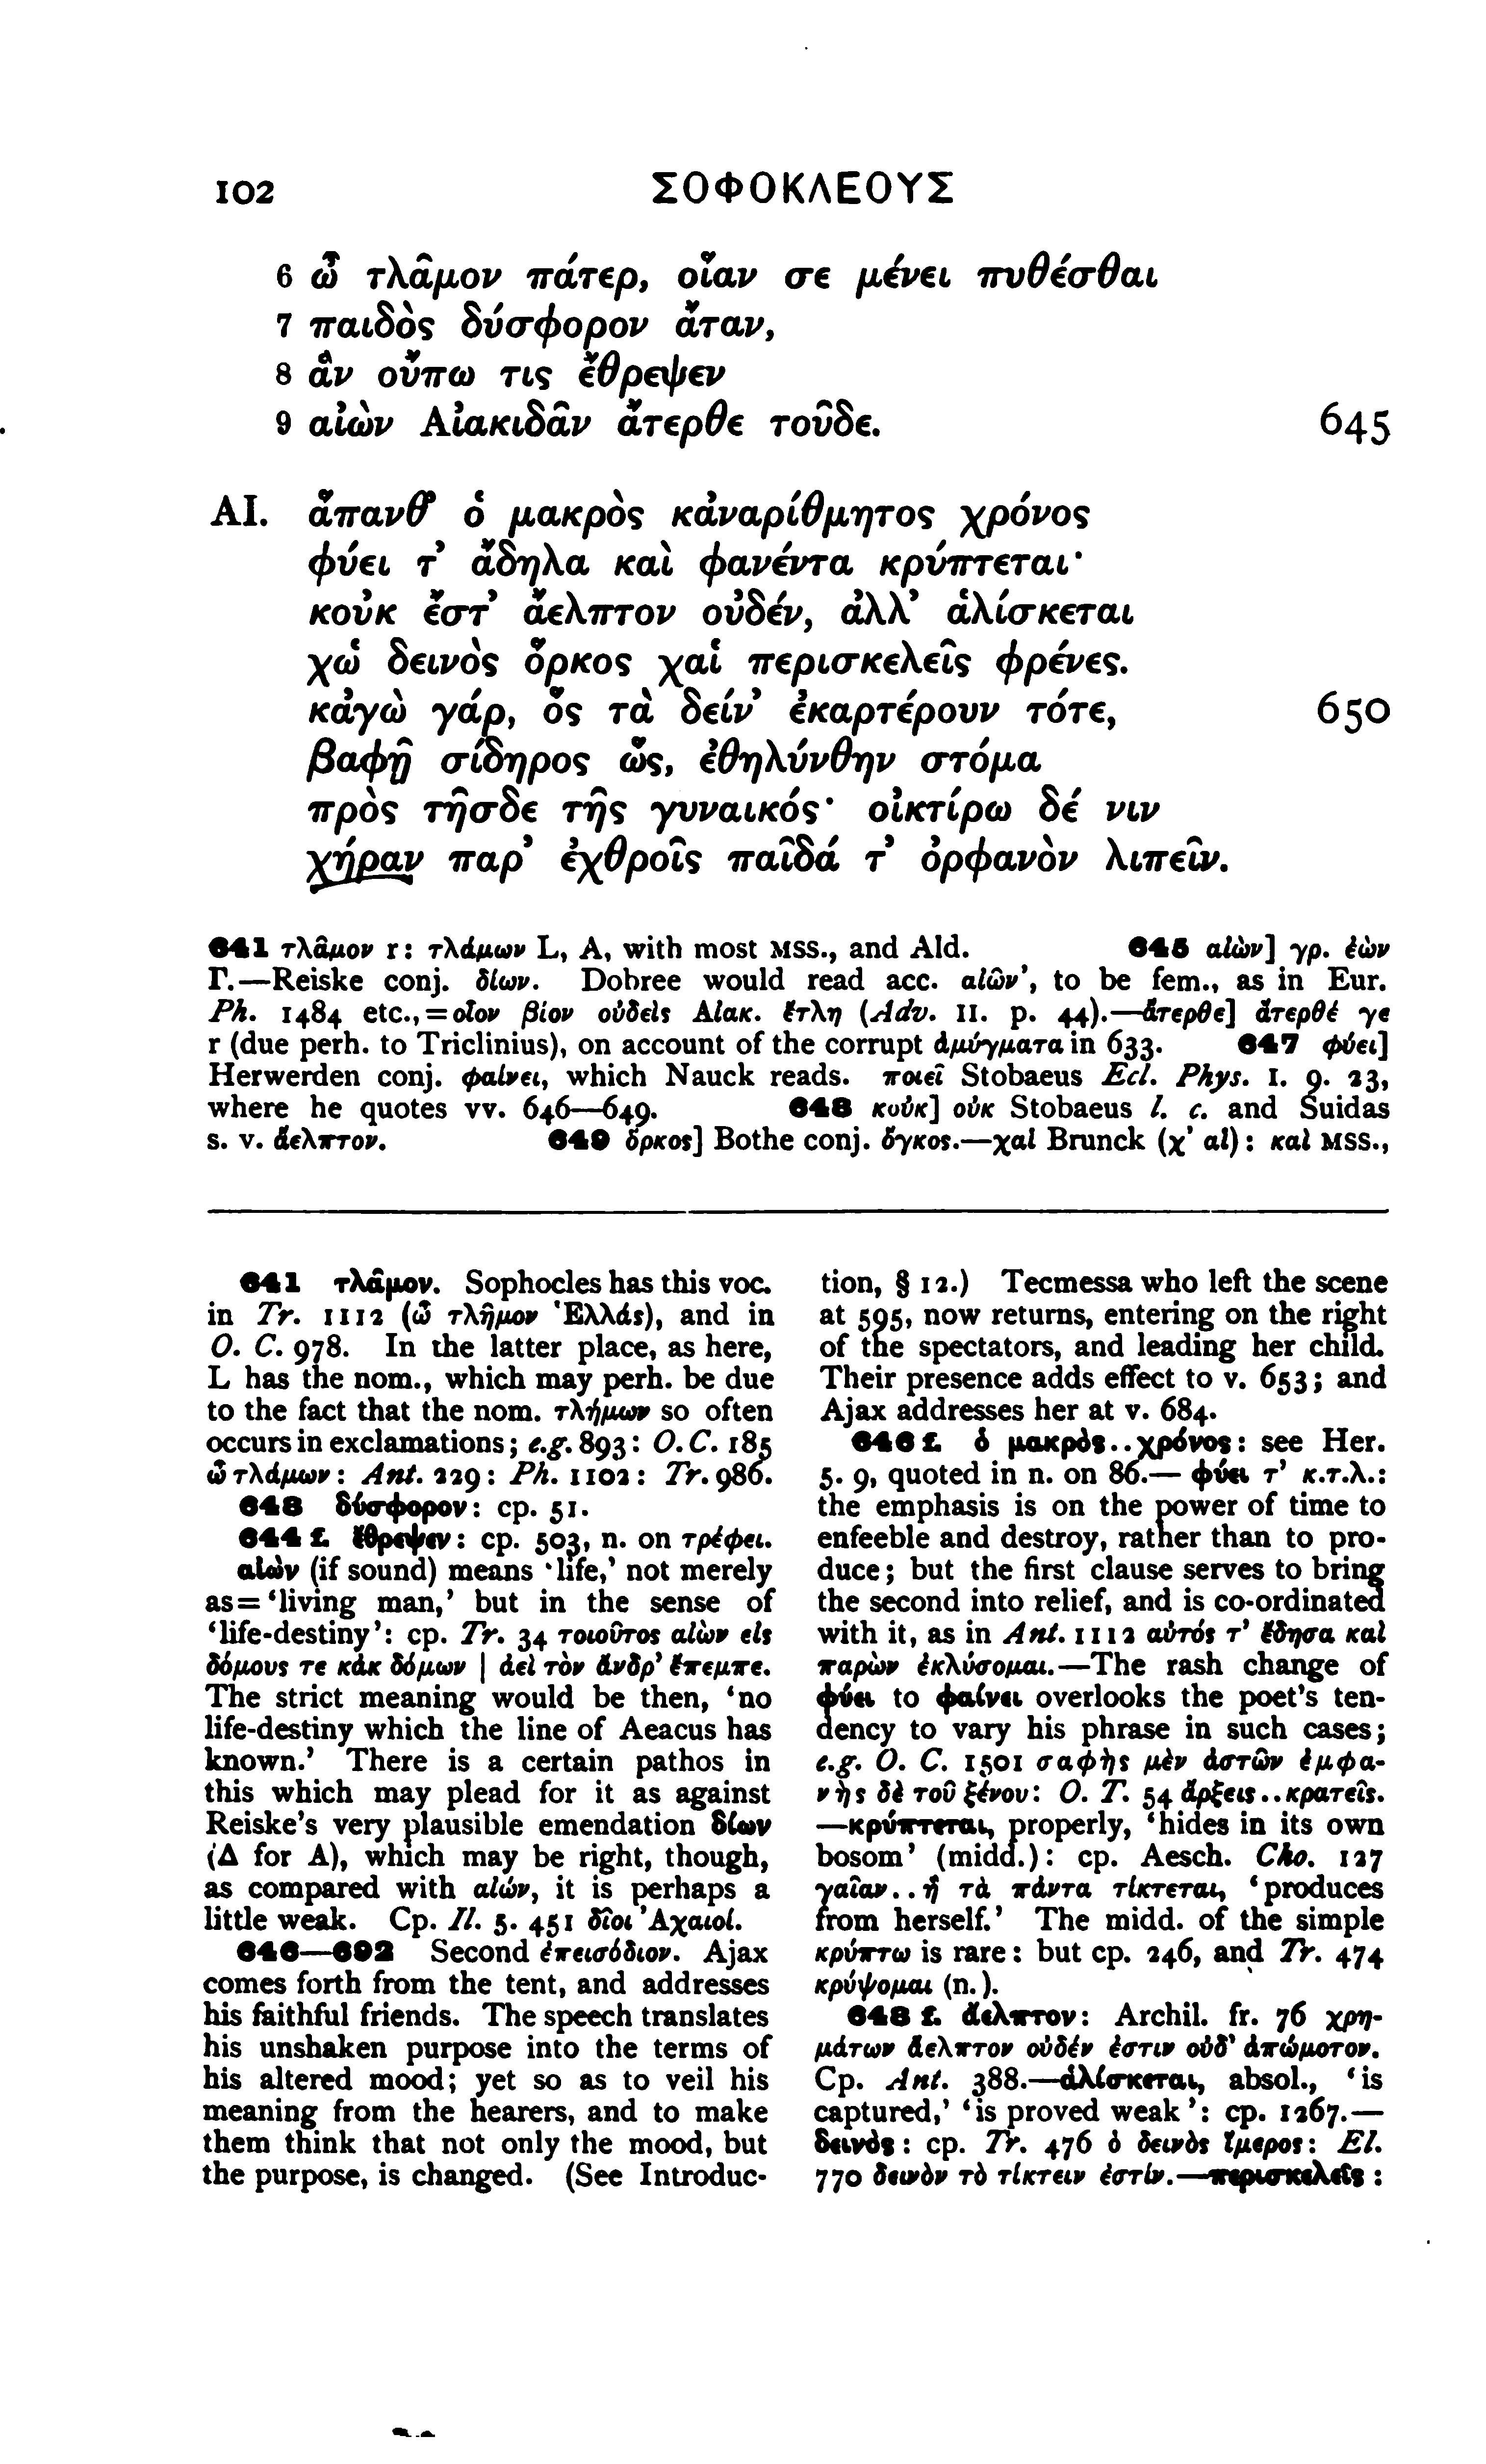 102
ΣΟΦΟΚΛΕΟΥΣ
6 ὦ τλᾶμον πάτερ, οἵαν σε μένει πυθέσθαι
7 παιδὸς δύσφορον ἄταν,
8 ἃν οὔπω τις ἔθρεψεν
9 αἰὼν Αἰακιδᾶν ἄτερθε τοῦδε. 645
ΑΙ. ἅπανθ᾽ ὁ μακρὸς κἀναρίθμητος χρόνος
φύει τ᾽ ἄδηλα καὶ φανέντα κρύπτεται·
κοὐκ ἔστ᾽ ἄελπτον οὐδέν, ἀλλ᾽ ἁλίσκεται
χὠ δεινὸς ὅρκος χαἰ περισκελεῖς φρένες.
κἀγὼ γάρ, ὃς τὰ δείν᾽ ἐκαρτέρουν τότε, 650
βαφῇ σίδηρος ὥς, ἐθηλύνθην στόμα
πρὸς τῆσδε τῆς γυναικός· οἰκτίρω δέ νιν
χήραν παρ᾽ ἐχθροῖς παῖδά τ᾽ ὀρφανὸν λιπεῖν.
641 τλᾶμον r: τλάμων L, A, with most MSS., and Ald. 645 αἰὼν] γρ. ἐὼν
Γ.—Reiske conj. δίων. Dobree would read acc. αἰῶν᾽, to be fem., as in Eur.
Ph. 1484 etc.,=οἷον βίον οὐδεὶς Αἰακ. ἔτλη (Adv. II. p. 44).—ἄτερθε] ἄτερθέ γε
r (due perh. to Triclinius), on account of the corrupt ἀμύγματα in 633. 647 φύει]
Herwerden conj. φαίνει, which Nauck reads. ποιεῖ Stobaeus Ecl. Phys. I. 9. 23,
where he quotes vv. 646—649. 648 κοὐκ] οὐκ Stobaeus l. c. and Suidas
s. v. ἄελπτον. 649 ὅρκος] Bothe conj. ὄγκος.—χαἰ Brunck (χ᾽ αἱ): καὶ MSS.,
641 τλᾶμον. Sophocles has this voc.
in Tr. 1112 (ὦ τλῆμον Ἑλλάς), and in
O. C. 978. In the latter place, as here,
L has the nom., which may perh. be due
to the fact that the nom. τλήμων so often
occurs in exclamations; e.g. 893: O. C. 185
ὦ τλάμων: Ant. 229: Ph. 1102: Tr. 986.
643 δύσφορον: cp. 51.
644 f. ἔθρεψεν: cp. 503, n. on τρέφει.
αἰὼν (if sound) means ‘life,’ not merely
as=‘living man,’ but in the sense of
‘life-destiny’: cp. Tr. 34 τοιοῦτος αἰὼν εἰς
δόμους τε κἀκ δόμων | ἀεὶ τὸν ἄνδρ᾽ ἔπεμπε.
The strict meaning would be then, ‘no
life-destiny which the line of Aeacus has
known.’ There is a certain pathos in
this which may plead for it as against
Reiske’s very plausible emendation δίων
(Δ for Α), which may be right, though,
as compared with αἰών, it is perhaps a
little weak. Cp. Il. 5. 451 δῖοι Ἀχαιοί.
646—692 Second ἐπεισόδιον. Ajax
comes forth from the tent, and addresses
his faithful friends. The speech translates
his unshaken purpose into the terms of
his altered mood; yet so as to veil his
meaning from the hearers, and to make
them think that not only the mood, but
the purpose, is changed. (See Introduc-
tion, § 12.) Tecmessa who left the scene
at 595, now returns, entering on the right
of the spectators, and leading her child.
Their presence adds effect to v. 653; and
Ajax addresses her at v. 684.
646 f. ὁ μακρὸς..χρόνος: see Her.
5. 9, quoted in n. on 86.— φύει τ᾽ κ.τ.λ.:
the emphasis is on the power of time to
enfeeble and destroy, rather than to pro-
duce; but the first clause serves to bring
the second into relief, and is co-ordinated
with it, as in Ant. 1112 αὐτός τ᾽ ἔδησα καὶ
παρὼν ἐκλύσομαι.—The rash change of
φύει to φαίνει overlooks the poet’s ten-
dency to vary his phrase in such cases;
e.g. O. C. 1501 σαφὴς μὲν ἀστῶν ἐμφα-
νὴς δὲ τοῦ ξένου: O. T. 54 ἄρξεις..κρατεῖς.
—κρύπτεται, properly, ‘hides in its own
bosom’ (midd.): cp. Aesch. Cho. 127
γαῖαν..ἣ τὰ πάντα τίκτεται, ‘produces
from herself.’ The midd. of the simple
κρύπτω is rare: but cp. 246, and Tr. 474
κρύψομαι (n.).
648 f. ἄελπτον: Archil. fr. 76 χρη-
μάτων ἄελπτον οὐδέν ἐστιν οὐδ᾽ ἀπώμοτον.
Cp. Ant. 388.—ἁλίσκεται, absol., ‘is
captured,’ ‘is proved weak’: cp. 1267.—
δεινὸς: cp. Tr. 476 ὁ δεινὸς ἵμερος: El.
770 δεινὸν τὸ τίκτειν ἐστίν.—περισκελεῖς: